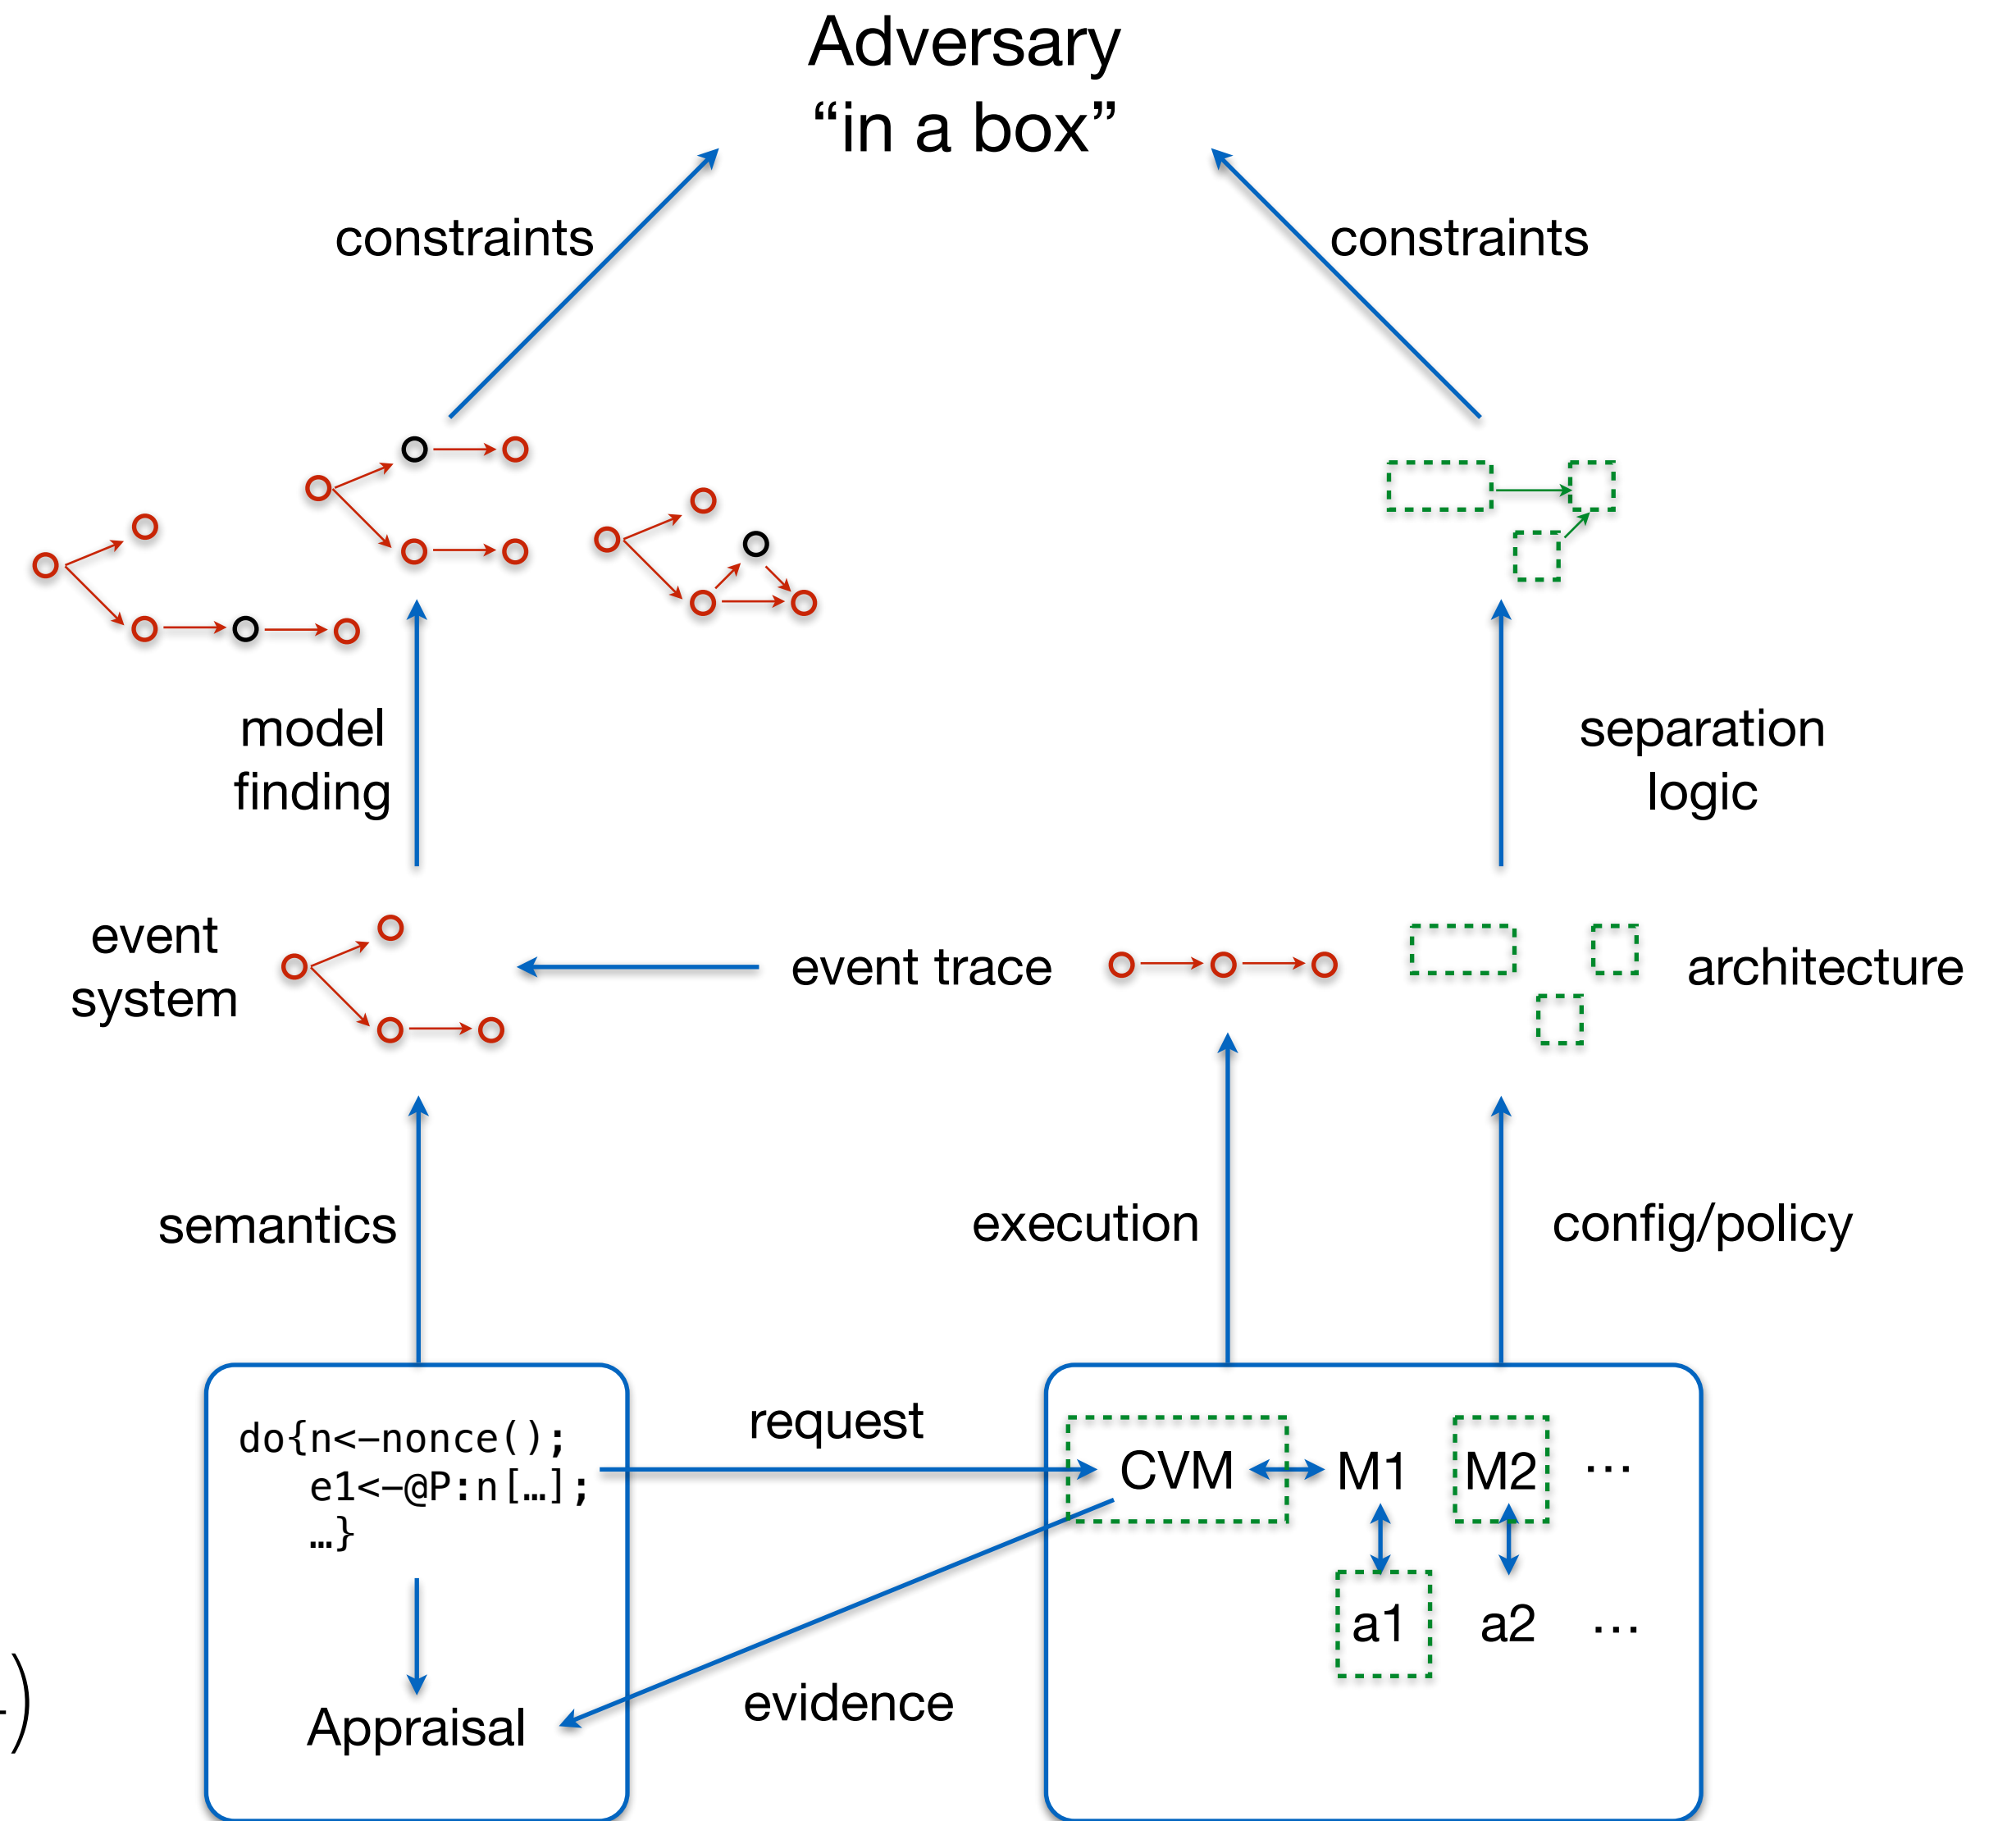 Adversary
“in a box”
constraints
constraints
model
finding
separation
logic
event
system
event trace
architecture
semantics
execution
config/policy
do{n<-nonce();
e1<-@P:n[…];
…}
request
CVM
M1
M2
…
a1
a2
…
evidence
Appraisal
)